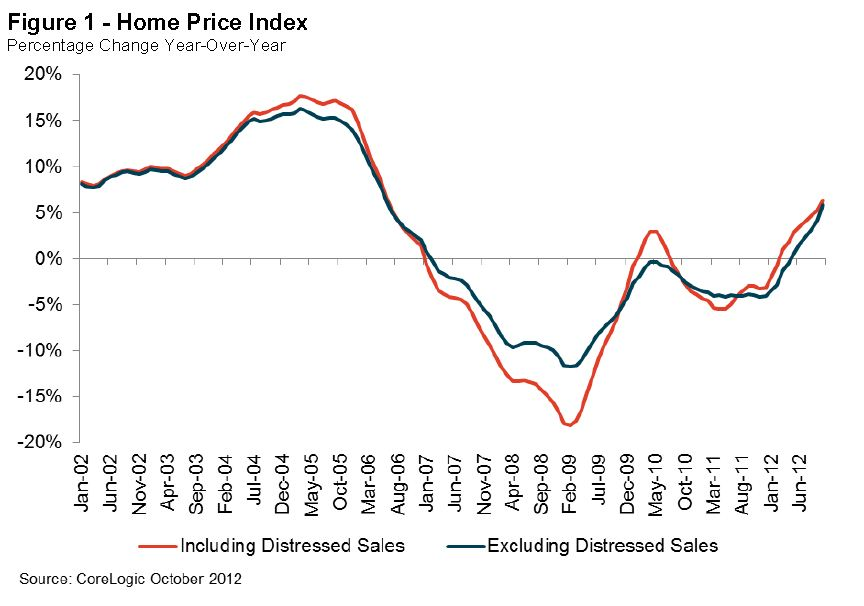 Figure 1 - Home Price Index
Percentage Change Year-Over-Year
20%
15%
10%
5%
0%
-5%
-10%
-15%
-20%
Jan-02
Jun-02
Nov-02
Apr-03
Sep-03
Feb-04
Jul-04
Dec-04
May-05
Oct-05
Mar-06
Aug-06
Jan-07
Jun-07
Nov-07
Apr-08
Sep-08
Feb-09
Jul-09
Dec-09
May-10
Oct-10
Mar-11
Aug-11
Jan-12
Jun-12
Including Distressed Sales
Excluding Distressed Sales
Source: CoreLogic October 2012